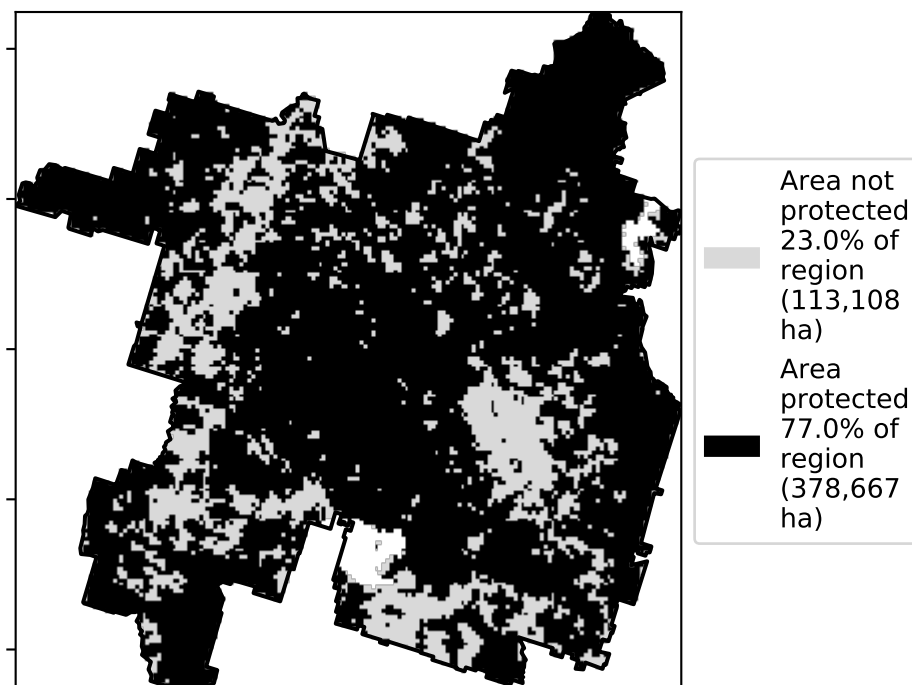 Area not
protected
23.0% of
region
(113,108
ha)
Area
protected
77.0% of
region
(378,667
ha)